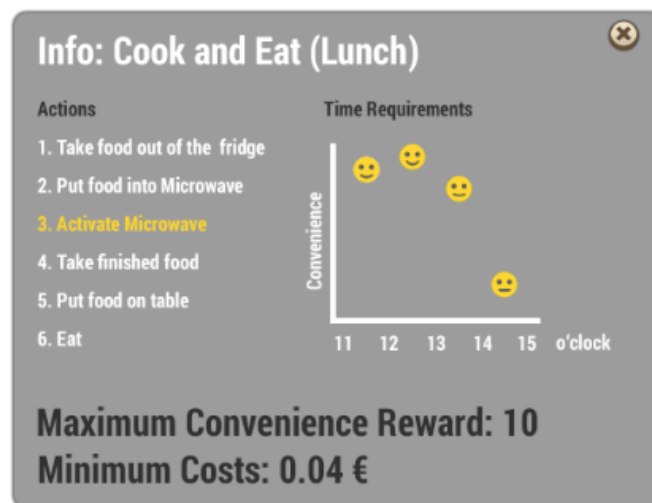 Info: Cook and Eat (Lunch)
Actions
1. Take food out of the fridge
2. Put food into Microwave
3. Activate Microwave
4. Take finished food
5. Put food on table
6. Eat
Time Requirements
Convenience
11 12 13 14 15 o'clock
Maximum Convenience Reward: 10
Minimum Costs: 0.04 €